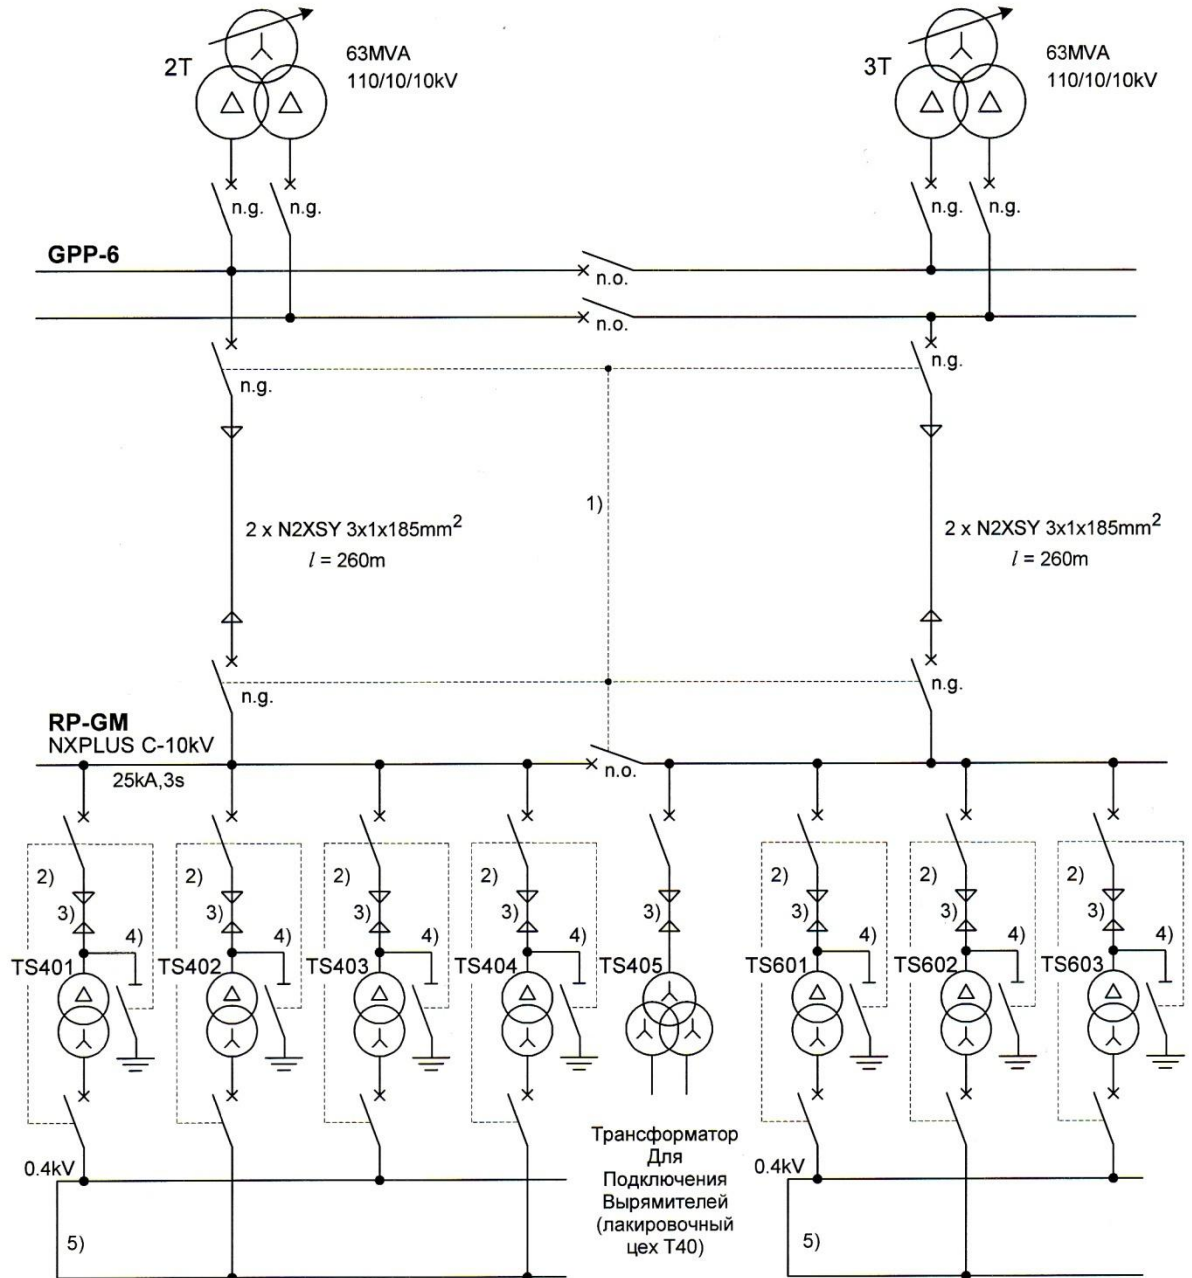 2T
63MVA
110/10/10kV
3T
63MVA
110/10/10kV
n.g.
n.g.
n.g.
n.g.
GPP-6
n.o.
n.o.
n.g.
n.g.
1)
2 x N2XSY 3x1x185mm²
l = 260m
2 x N2XSY 3x1x185mm²
l = 260m
n.g.
n.g.
RP-GM
NXPLUS C-10kV
25kA,3s
n.o.
2)
2)
2)
2)
2)
2)
2)
3)
3)
3)
3)
3)
3)
3)
3)
4)
4)
4)
4)
4)
4)
4)
TS401
TS402
TS403
TS404
TS405
TS601
TS602
TS603
Трансформатор
Для
Подключения
Вырямителей
(лакировочный
цех T40)
0.4kV
0.4kV
5)
5)